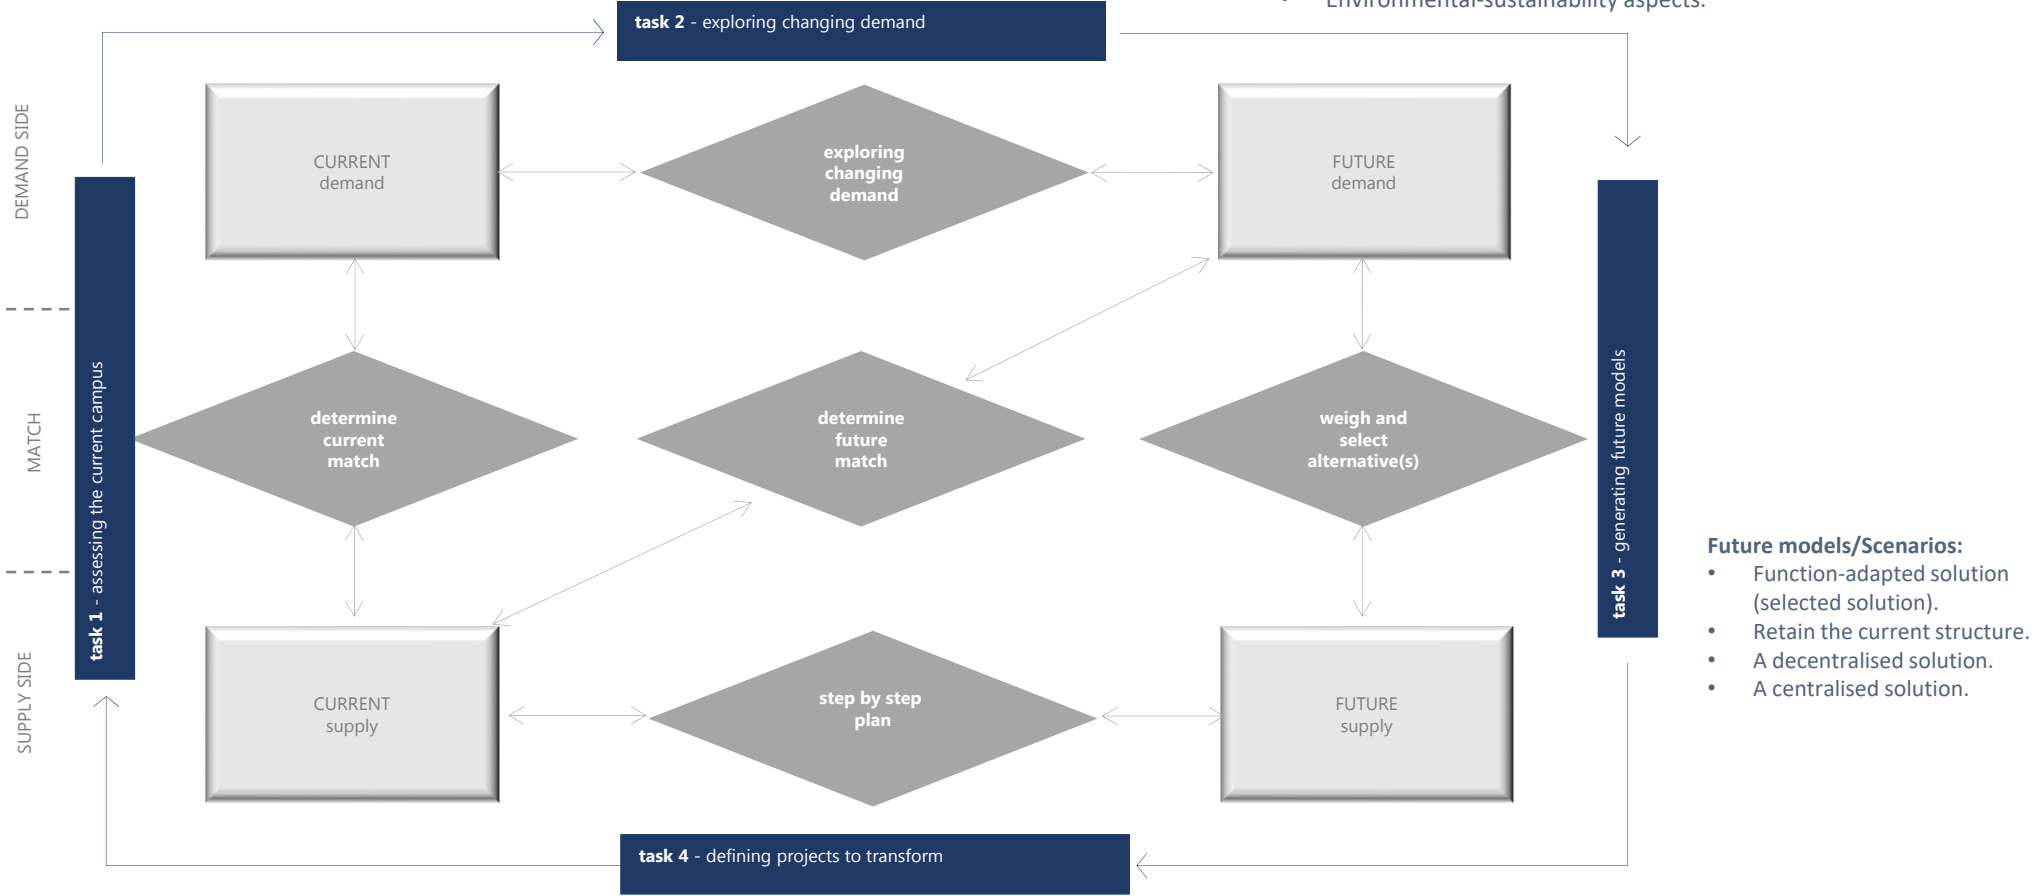 • Environmental-sustainability aspects.
task 2 - exploring changing demand
DEMAND SIDE
CURRENT
demand
exploring
changing
demand
FUTURE
demand
MATCH
task 1 - assessing the current campus
determine
current
match
determine
future
match
weigh and
select
alternative(s)
task 3 - generating future models
Future models/Scenarios:
• Function-adapted solution
(selected solution).
• Retain the current structure.
• A decentralised solution.
• A centralised solution.
SUPPLY SIDE
CURRENT
supply
step by step
plan
FUTURE
supply
task 4 - defining projects to transform